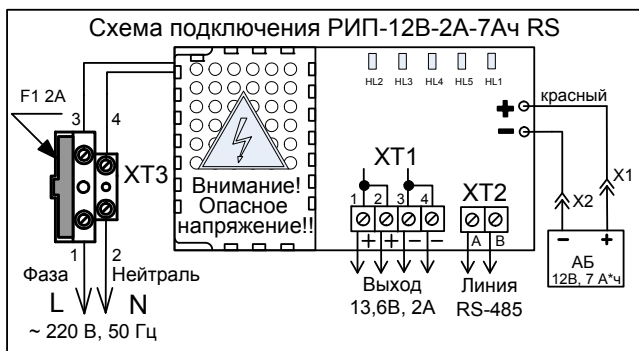 Схема подключения РИП-12В-2А-7Ач RS
F1 2А
3
4
XT3
1
2
Фаза
Нейтраль
L
N
~ 220 В, 50 Гц
Внимание!
Опасное
напряжение!!
HL2 HL3 HL4 HL5 HL1
+
красный
−
XT1
1 2 3 4
+ + − −
Выход
13,6В, 2А
XT2
A B
Линия
RS-485
X2
X1
− +
АБ
12В, 7 А*ч